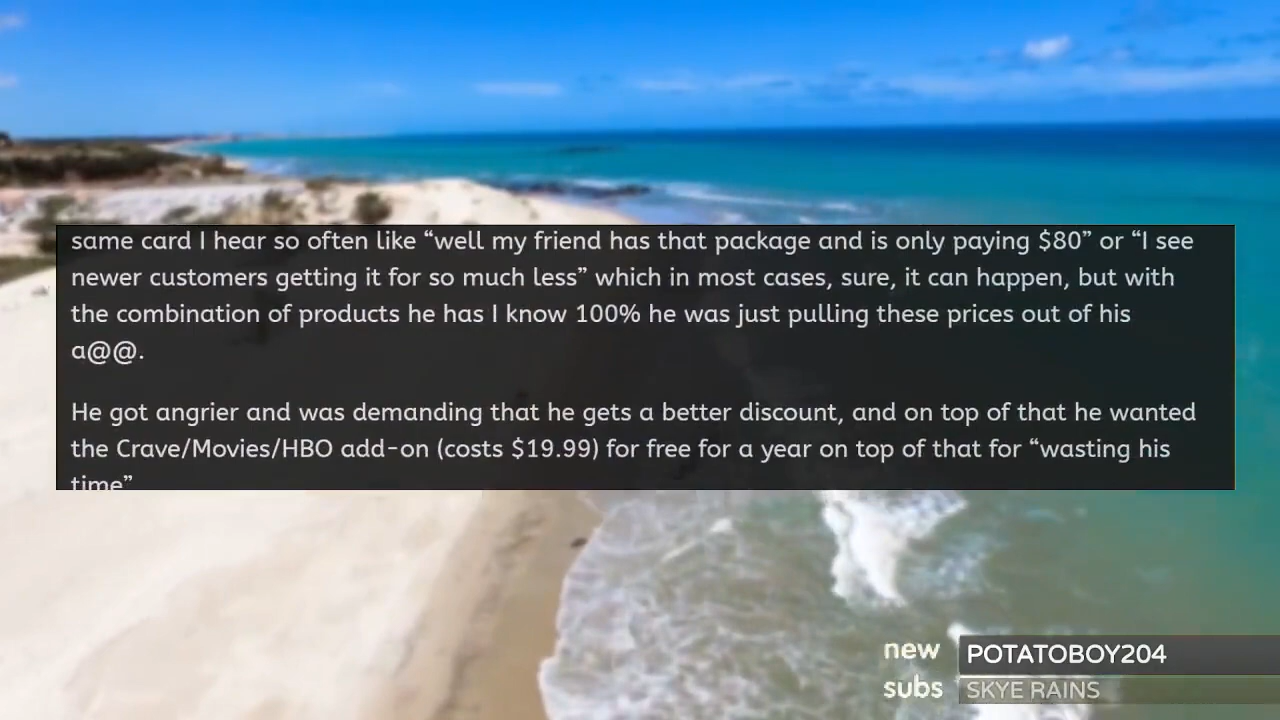 same card I hear so often like “well my friend has that package and is only paying $80” or “I see
newer customers getting it for so much less” which in most cases, sure, it can happen, but with
the combination of products he has I know 100% he was just pulling these prices out of his
a@@.
He got angrier and was demanding that he gets a better discount, and on top of that he wanted
the Crave/Movies/HBO add-on (costs $19.99) for free for a year on top of that for “wasting his
time”
new
subs
POTATOBOY204
SKYE RAINS